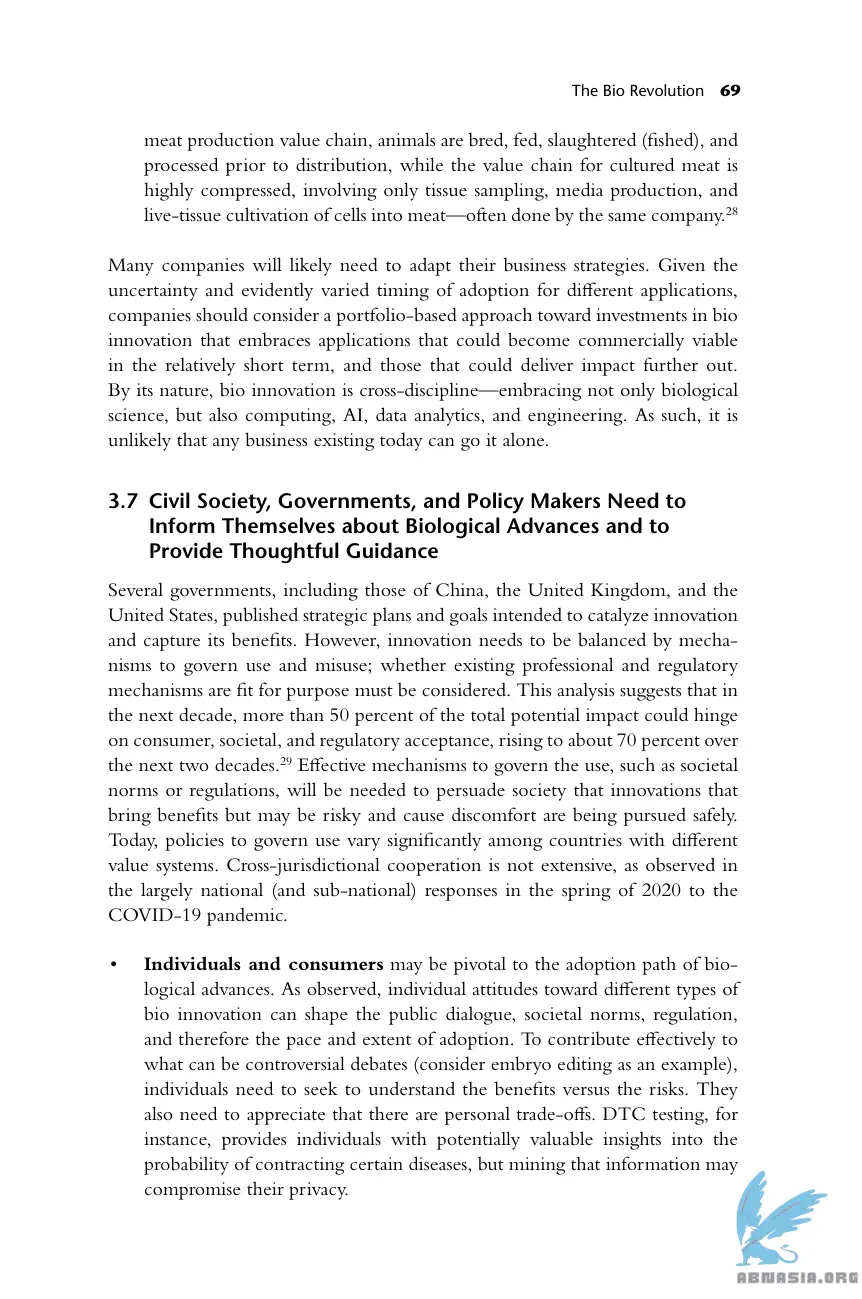 The Bio Revolution 69
meat production value chain, animals are bred, fed, slaughtered (fished), and
processed prior to distribution, while the value chain for cultured meat is
highly compressed, involving only tissue sampling, media production, and
live-tissue cultivation of cells into meat—often done by the same company.28
Many companies will likely need to adapt their business strategies. Given the
uncertainty and evidently varied timing of adoption for different applications,
companies should consider a portfolio-based approach toward investments in bio
innovation that embraces applications that could become commercially viable
in the relatively short term, and those that could deliver impact further out.
By its nature, bio innovation is cross-discipline—embracing not only biological
science, but also computing, AI, data analytics, and engineering. As such, it is
unlikely that any business existing today can go it alone.
3.7 Civil Society, Governments, and Policy Makers Need to
Inform Themselves about Biological Advances and to
Provide Thoughtful Guidance
Several governments, including those of China, the United Kingdom, and the
United States, published strategic plans and goals intended to catalyze innovation
and capture its benefits. However, innovation needs to be balanced by mecha-
nisms to govern use and misuse; whether existing professional and regulatory
mechanisms are fit for purpose must be considered. This analysis suggests that in
the next decade, more than 50 percent of the total potential impact could hinge
on consumer, societal, and regulatory acceptance, rising to about 70 percent over
the next two decades.29 Effective mechanisms to govern the use, such as societal
norms or regulations, will be needed to persuade society that innovations that
bring benefits but may be risky and cause discomfort are being pursued safely.
Today, policies to govern use vary significantly among countries with different
value systems. Cross-jurisdictional cooperation is not extensive, as observed in
the largely national (and sub-national) responses in the spring of 2020 to the
COVID-19 pandemic.
• Individuals and consumers may be pivotal to the adoption path of bio-
logical advances. As observed, individual attitudes toward different types of
bio innovation can shape the public dialogue, societal norms, regulation,
and therefore the pace and extent of adoption. To contribute effectively to
what can be controversial debates (consider embryo editing as an example),
individuals need to seek to understand the benefits versus the risks. They
also need to appreciate that there are personal trade-offs. DTC testing, for
instance, provides individuals with potentially valuable insights into the
probability of contracting certain diseases, but mining that information may
compromise their privacy.
ABNASIA.ORG